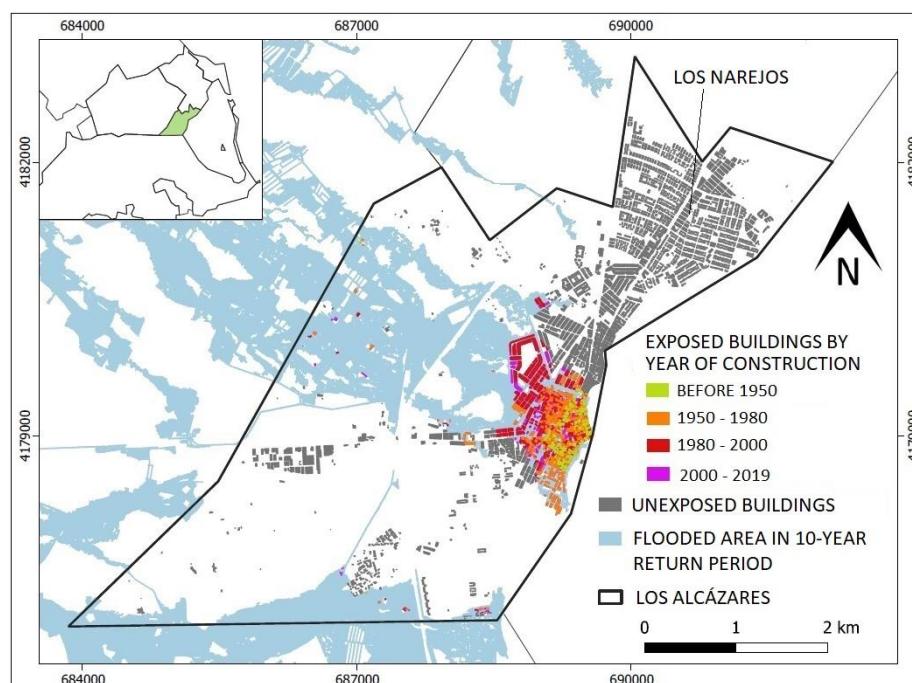 684000
687000
690000
LOS NAREJOS
4182000
4182000
N
EXPOSED BUILDINGS BY
YEAR OF CONSTRUCTION
BEFORE 1950
1950 - 1980
1980 - 2000
2000 - 2019
4179000
4179000
UNEXPOSED BUILDINGS
FLOODED AREA IN 10-YEAR
RETURN PERIOD
LOS ALCÁZARES
0 1 2 km
684000
687000
690000